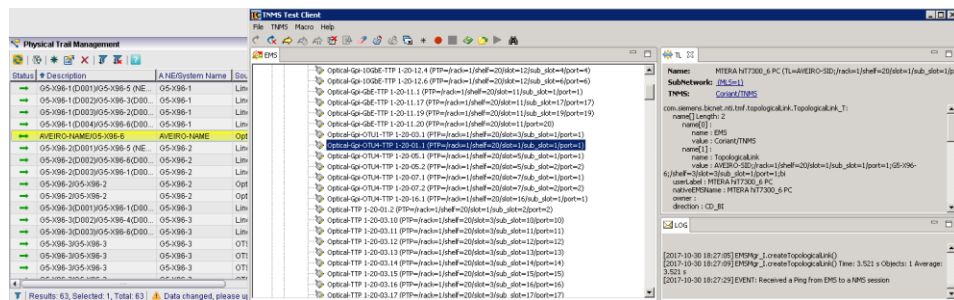 TNMS Test Client
File TNMS Macro Help
Physical Trail Management
Status Description A NE/System Name Sou
G5-X96-1(D001)/G5-X96-5 (NE... G5-X96-1 Line
G5-X96-1(D002)/G5-X96-3(D00... G5-X96-1 Line
G5-X96-1(D003)/G5-X96-2(D00... G5-X96-1 Line
G5-X96-1(D004)/G5-X96-6(D00... G5-X96-1 Line
AVEIRO-NAME/G5-X96-6 AVEIRO-NAME Opt
G5-X96-2(D001)/G5-X96-5 (NE... G5-X96-2 Line
G5-X96-2(D002)/G5-X96-3(D00... G5-X96-2 Line
G5-X96-2(D003)/G5-X96-1(D00... G5-X96-2 Line
G5-X96-2/G5-X96-2 G5-X96-2 Opt
G5-X96-2/G5-X96-2 G5-X96-2 Opt
G5-X96-3(D001)/G5-X96-1(D00... G5-X96-3 Line
G5-X96-3(D002)/G5-X96-2(D00... G5-X96-3 Line
G5-X96-3(D003)/G5-X96-6(D00... G5-X96-3 Line
G5-X96-3/G5-X96-3 G5-X96-3 OTS
G5-X96-3/G5-X96-3 G5-X96-3 OTS
G5-X96-3/G5-X96-3 G5-X96-3 OTS
Results: 63, Selected: 1, Total: 63 Data changed, please up
EMS
Optical-Gpi-10GbE-TTP 1-20-12.4 (PTP=/rack=1/shelf=20/slot=12/sub_slot=4/port=4)
Optical-Gpi-10GbE-TTP 1-20-12.6 (PTP=/rack=1/shelf=20/slot=12/sub_slot=6/port=6)
Optical-Gpi-GbE-TTP 1-20-11.1 (PTP=/rack=1/shelf=20/slot=11/sub_slot=1/port=1)
Optical-Gpi-GbE-TTP 1-20-11.17 (PTP=/rack=1/shelf=20/slot=11/sub_slot=11/port=17)
Optical-Gpi-GbE-TTP 1-20-11.19 (PTP=/rack=1/shelf=20/slot=11/sub_slot=11/port=19)
Optical-Gpi-GbE-TTP 1-20-11.20 (PTP=/rack=1/shelf=20/slot=11/port=20)
Optical-Gpi-OTU1-TTP 1-20-03.1 (PTP=/rack=1/shelf=20/slot=3/sub_slot=1/port=1)
Optical-Gpi-OTU4-TTP 1-20-01.1 (PTP=/rack=1/shelf=20/slot=1/sub_slot=1/port=1)
Optical-Gpi-OTU4-TTP 1-20-05.1 (PTP=/rack=1/shelf=20/slot=5/sub_slot=1/port=1)
Optical-Gpi-OTU4-TTP 1-20-05.2 (PTP=/rack=1/shelf=20/slot=5/sub_slot=2/port=2)
Optical-Gpi-OTU4-TTP 1-20-07.1 (PTP=/rack=1/shelf=20/slot=7/sub_slot=1/port=1)
Optical-Gpi-OTU4-TTP 1-20-07.2 (PTP=/rack=1/shelf=20/slot=7/sub_slot=2/port=2)
Optical-Gpi-OTU4-TTP 1-20-16.1 (PTP=/rack=1/shelf=20/slot=16/sub_slot=1/port=1)
Optical-TTP 1-20-01.2 (PTP=/rack=1/shelf=20/slot=1/sub_slot=2/port=2)
Optical-TTP 1-20-03.10 (PTP=/rack=1/shelf=20/slot=3/sub_slot=10/port=10)
Optical-TTP 1-20-03.11 (PTP=/rack=1/shelf=20/slot=3/sub_slot=11/port=11)
Optical-TTP 1-20-03.12 (PTP=/rack=1/shelf=20/slot=3/sub_slot=12/port=12)
Optical-TTP 1-20-03.13 (PTP=/rack=1/shelf=20/slot=3/sub_slot=13/port=13)
Optical-TTP 1-20-03.14 (PTP=/rack=1/shelf=20/slot=3/sub_slot=14/port=14)
Optical-TTP 1-20-03.15 (PTP=/rack=1/shelf=20/slot=3/sub_slot=15/port=15)
Optical-TTP 1-20-03.16 (PTP=/rack=1/shelf=20/slot=3/sub_slot=16/port=16)
Optical-TTP 1-20-03.17 (PTP=/rack=1/shelf=20/slot=3/sub_slot=17/port=17)
TL
Name: MTERA hiT7300_6 PC (TL=AVEIRO-SID;/rack=1/shelf=20/slot=1/sub_slot=1/p
SubNetwork: (MLS=1)
TNMS: Coriant/TNMS
com.siemens.bicnet.nti.tmf.topologicalLink.TopologicalLink_T:
name[] Length: 2
name[0] :
name : EMS
value : Coriant/TNMS
name[1] :
name : TopologicalLink
value : AVEIRO-SID;/rack=1/shelf=20/slot=1/sub_slot=1/port=1;G5-X96-
6;/shelf=3/slot=3/sub_slot=1/port=1;bi
userLabel : MTERA hiT7300_6 PC
nativeEMSName : MTERA hiT7300_6 PC
owner :
direction : CD_BI
LOG
[2017-10-30 18:27:05] EMSMgr_I.createTopologicalLink()
[2017-10-30 18:27:09] EMSMgr_I.createTopologicalLink() Time: 3.521 s Objects: 1 Average:
3.521 s
[2017-10-30 18:27:29] EVENT: Received a Ping from EMS to a NMS session